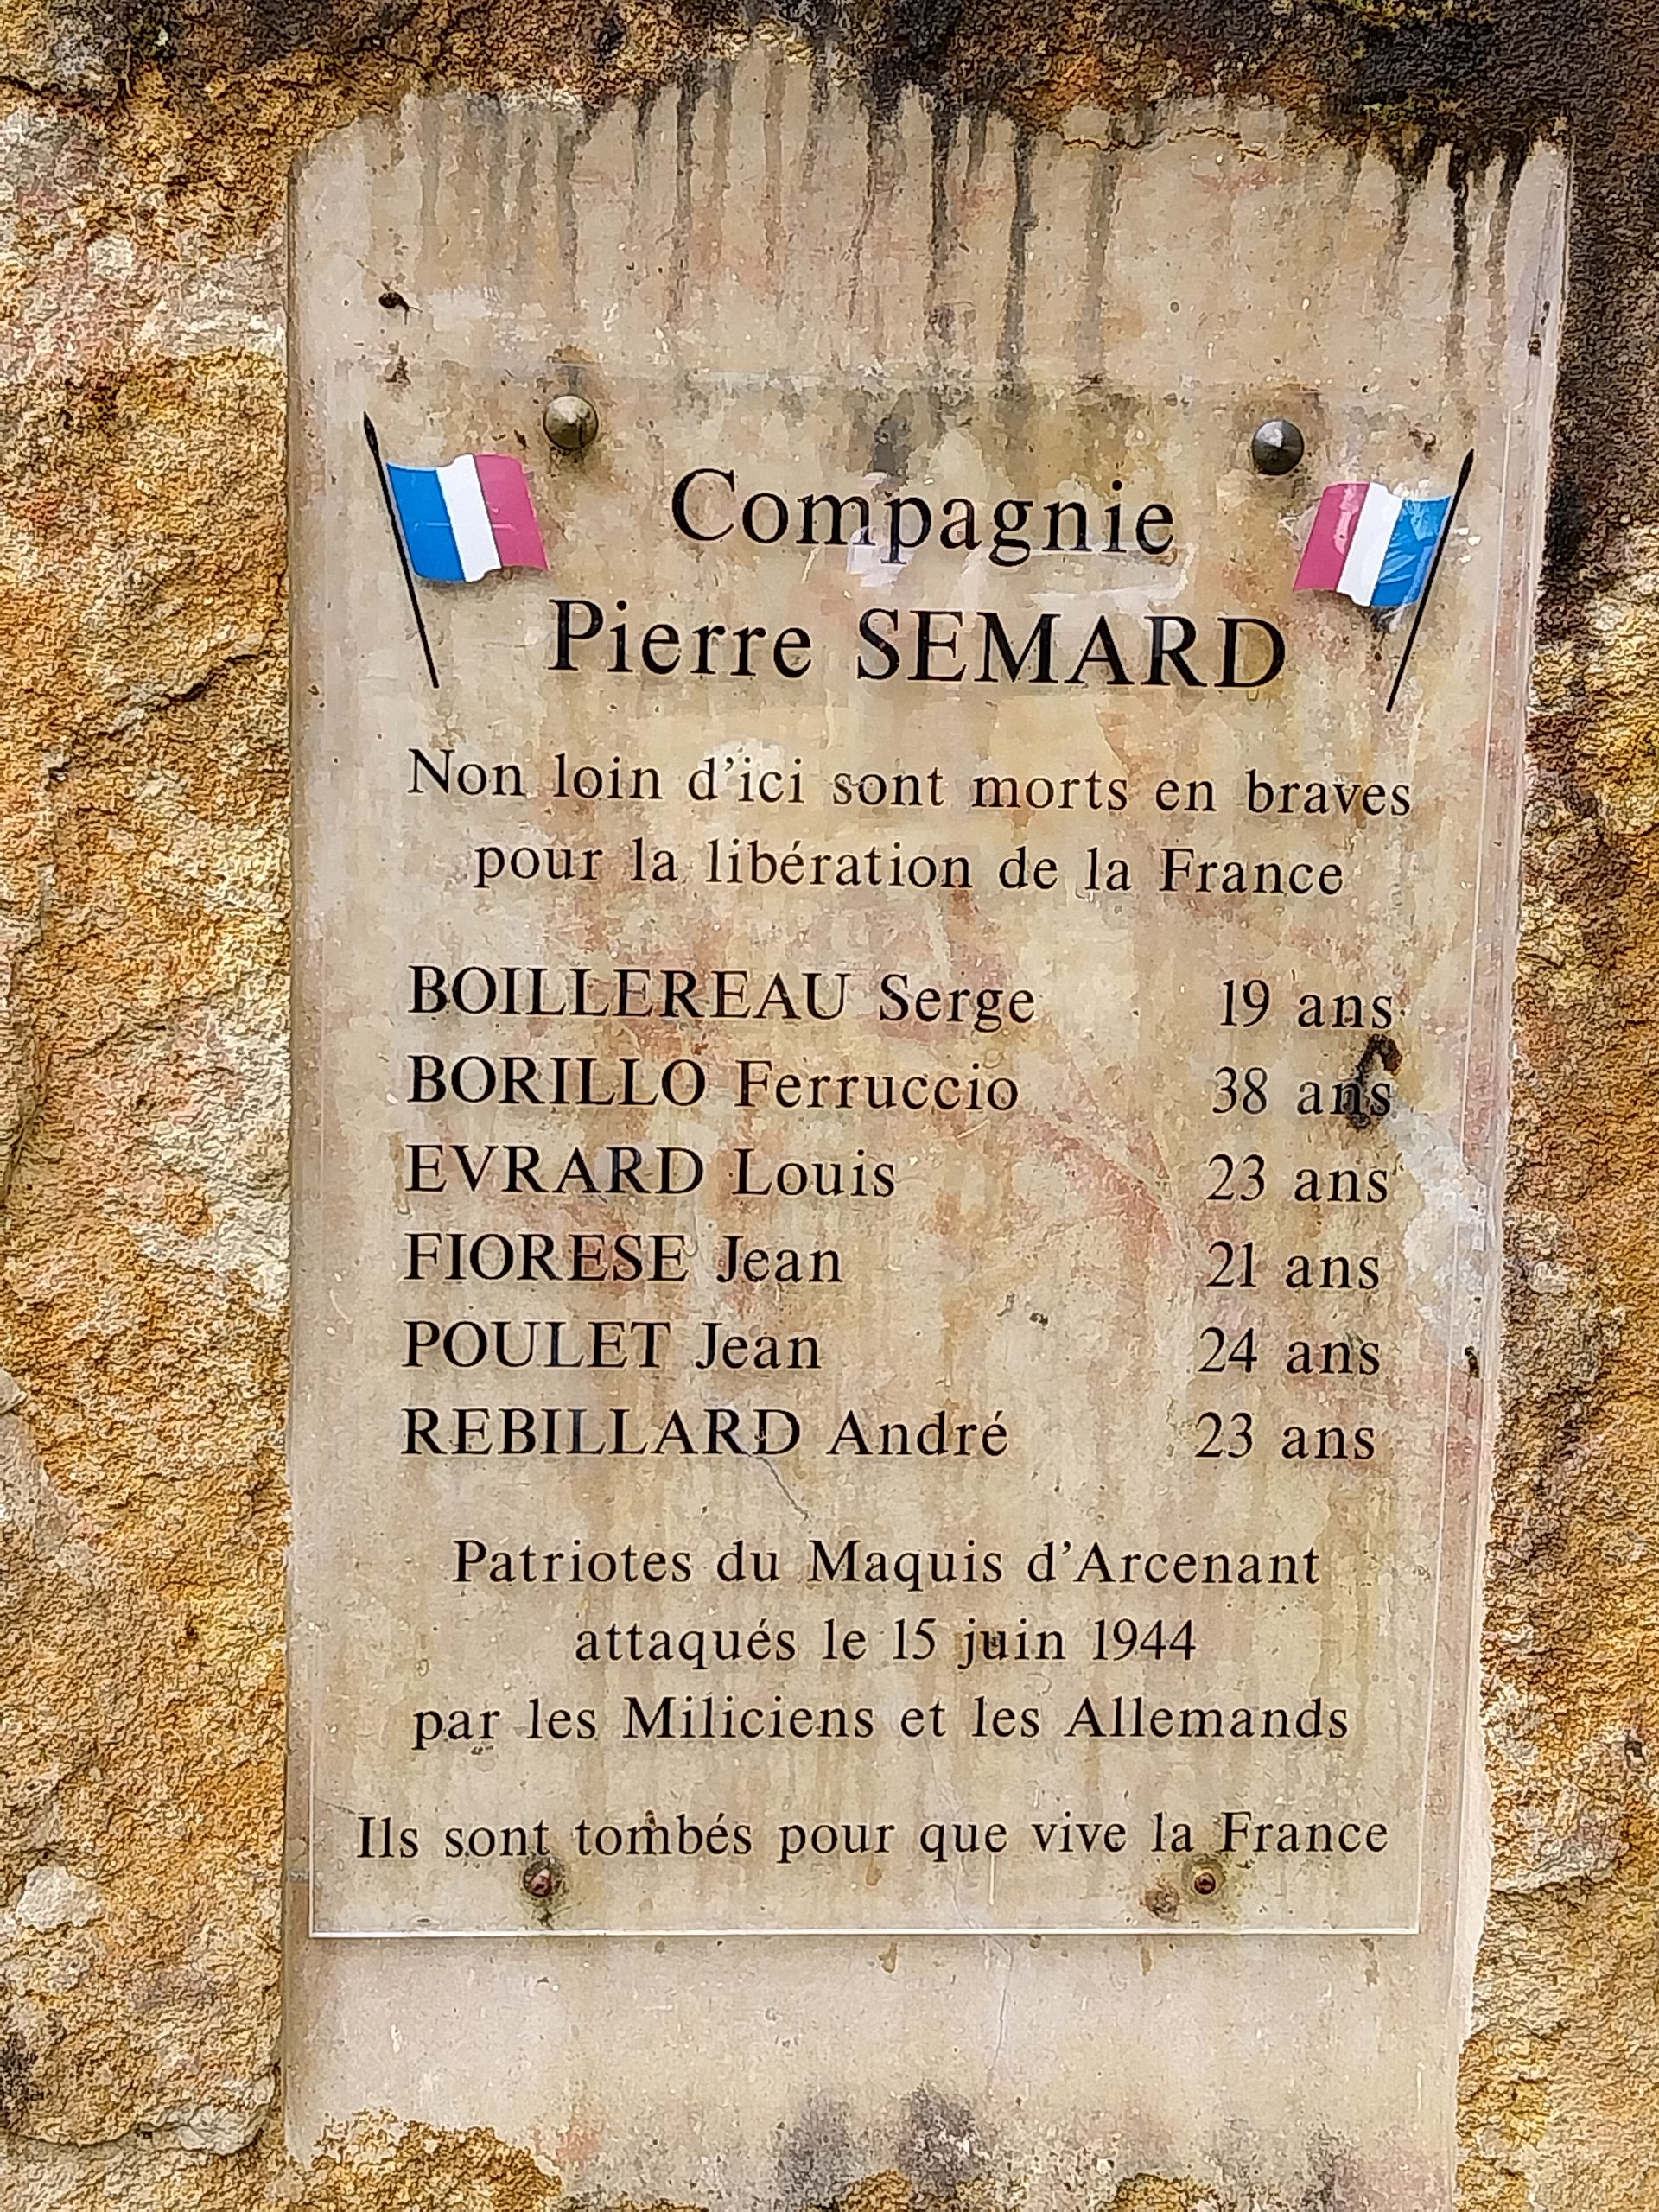 Compagnie
Pierre SEMARD
Non loin d'ici sont morts en braves
pour la libération de la France
BOILLEREAU Serge 19 ans
BORILLO Ferruccio 38 ans
EVRARD Louis 23 ans
FIORESE Jean 21 ans
POULET Jean 24 ans
REBILLARD André 23 ans
Patriotes du Maquis d'Arcenant
attaqués le 15 juin 1944
par les Miliciens et les Allemands
Ils sont tombés pour que vive la France